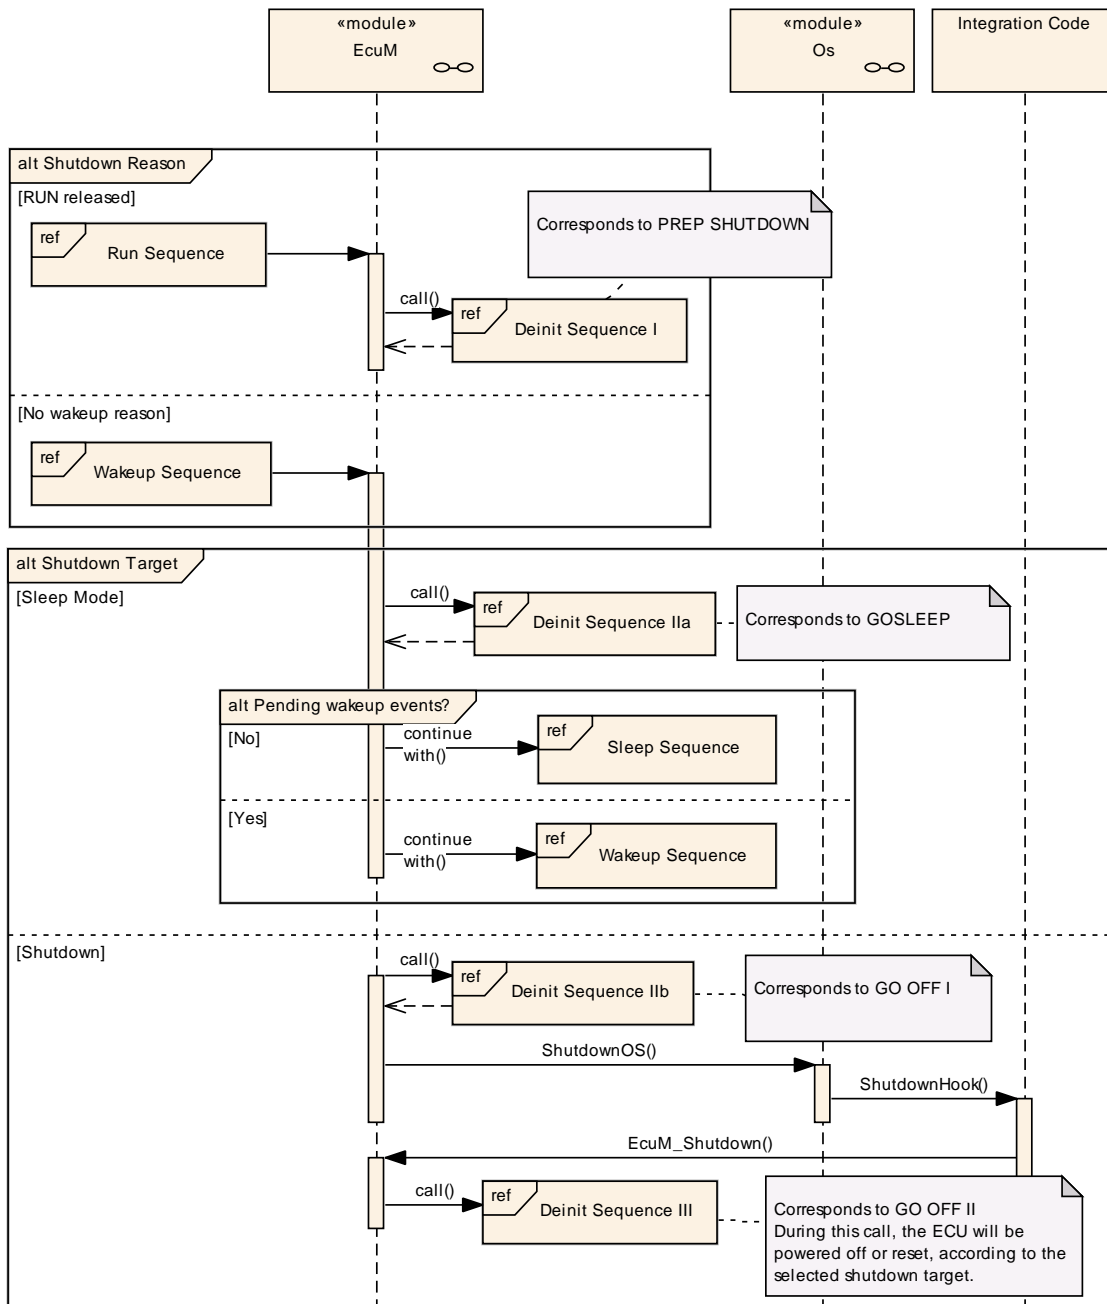 «module»
EcuM
«module»
Os
Integration Code
alt Shutdown Reason
[RUN released]
Corresponds to PREP SHUTDOWN
ref
Run Sequence
call()
ref
Deinit Sequence I
[No wakeup reason]
ref
Wakeup Sequence
alt Shutdown Target
[Sleep Mode]
call()
ref
Deinit Sequence IIa
Corresponds to GOSLEEP
alt Pending wakeup events?
[No]
continue
with()
ref
Sleep Sequence
[Yes]
continue
with()
ref
Wakeup Sequence
[Shutdown]
call()
ref
Deinit Sequence IIb
Corresponds to GO OFF I
ShutdownOS()
ShutdownHook()
EcuM_Shutdown()
call()
ref
Deinit Sequence III
Corresponds to GO OFF II
During this call, the ECU will be
powered off or reset, according to the
selected shutdown target.